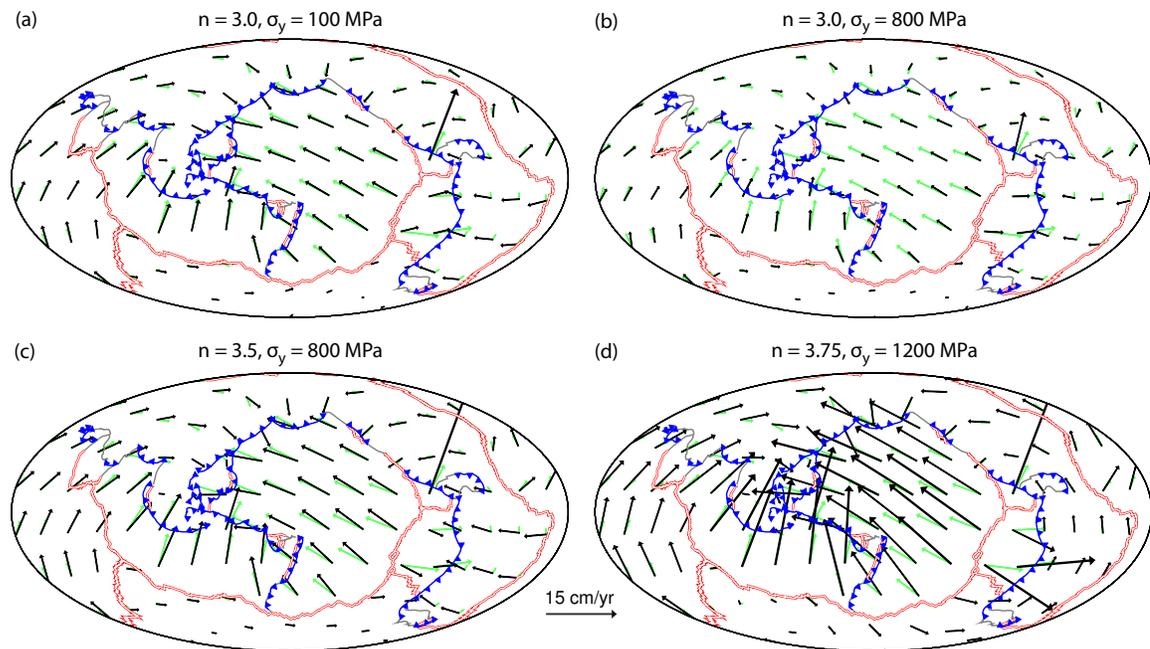 (a) n = 3.0, σy = 100 MPa
(b) n = 3.0, σy = 800 MPa
(c) n = 3.5, σy = 800 MPa
(d) n = 3.75, σy = 1200 MPa
15 cm/yr